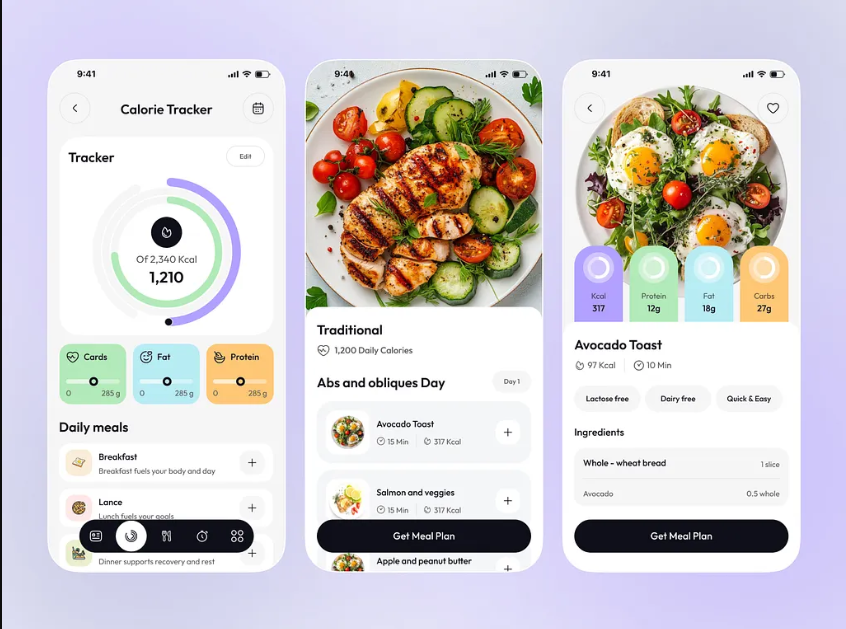 9:41
Calorie Tracker
Tracker
Edit
Of 2,340 Kcal
1,210
Cards
0 285 g
Fat
0 285 g
Protein
0 285 g
Daily meals
Breakfast
Breakfast fuels your body and day
+
Lance
Lunch fuels your goals
+
Dinner supports recovery and rest
+
9:41
Traditional
1,200 Daily Calories
Abs and obliques Day
Day 1
Avocado Toast
15 Min 317 Kcal
+
Salmon and veggies
15 Min 317 Kcal
+
Get Meal Plan
Apple and peanut butter
+
9:41
Kcal
317
Protein
12g
Fat
18g
Carbs
27g
Avocado Toast
97 Kcal 10 Min
Lactose free
Dairy free
Quick & Easy
Ingredients
Whole - wheat bread 1 slice
Avocado 0.5 whole
Get Meal Plan